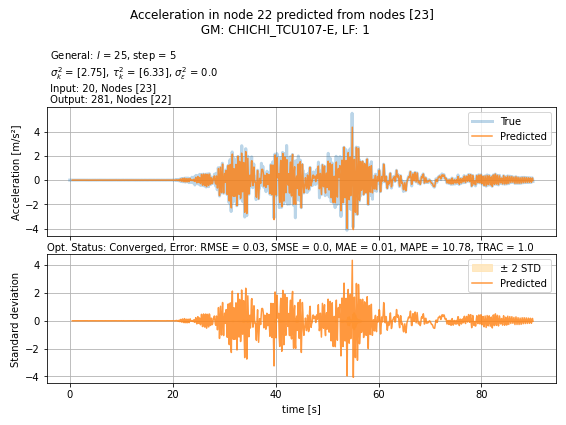 Acceleration in node 22 predicted from nodes [23]
GM: CHICHI_TCU107-E, LF: 1
General: l = 25, step = 5
σ²ₖ = [2.75], τ²ₖ = [6.33], σ²ε = 0.0
Input: 20, Nodes [23]
Output: 281, Nodes [22]
Acceleration [m/s²]
4
2
0
−2
−4
True
Predicted
Opt. Status: Converged, Error: RMSE = 0.03, SMSE = 0.0, MAE = 0.01, MAPE = 10.78, TRAC = 1.0
Standard deviation
4
2
0
−2
−4
± 2 STD
Predicted
0 20 40 60 80
time [s]